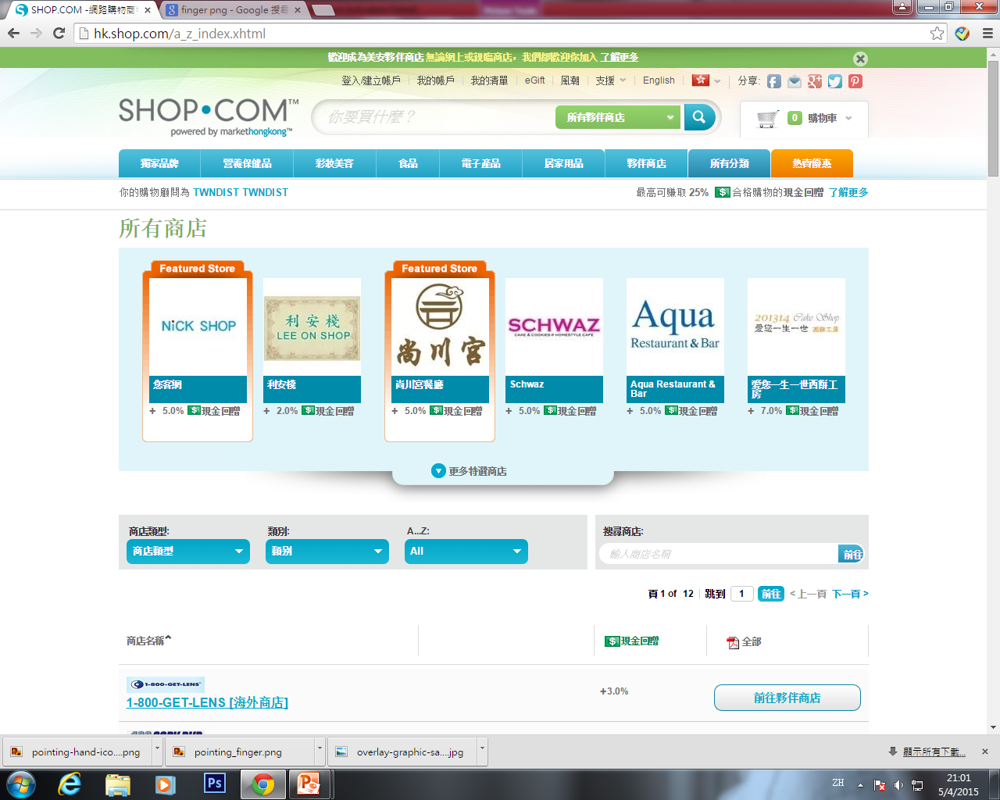 SHOP.COM -網路購物商
finger png - Google 搜尋
hk.shop.com/a_z_index.xhtml
歡迎成為美安夥伴商店 無論網上或親臨商店，我們都歡迎你加入 了解更多
登入/建立帳戶 我的帳戶 我的清單 eGift 風潮 支援 English 分享:
SHOP•COM™
powered by markethongkong™
你要買什麼？
所有夥伴商店
0 購物車
獨家品牌 營養保健品 彩妝美容 食品 電子產品 居家用品 夥伴商店 所有分類 熱賣優惠
你的購物顧問為 TWNDIST TWNDIST
最高可賺取 25% $ 合格購物的現金回贈 了解更多
所有商店
Featured Store
NICK SHOP
您客網
+ 5.0% $ 現金回贈
利安棧
LEE ON SHOP
利安棧
+ 2.0% $ 現金回贈
Featured Store
尚川宮
尚川宮餐廳
+ 5.0% $ 現金回贈
SCHWAZ
CAKE & COOKIES @ HOMESTYLE CAFE
Schwaz
+ 5.0% $ 現金回贈
Aqua
Restaurant & Bar
Aqua Restaurant &
Bar
+ 5.0% $ 現金回贈
201314 Cake Shop
愛您一生一世 西餅工房
愛您一生一世西餅工
房
+ 7.0% $ 現金回贈
更多特選商店
商店類型: 類別: A...Z:
商店類型 類別 All
搜尋商店:
輸入商店名稱 前往
頁 1 of 12 跳到 1 前往 < 上一頁 下一頁 >
商店名稱 $ 現金回贈 全部
1-800-GET-LENS
1-800-GET-LENS [海外商店]
+3.0%
前往夥伴商店
pointing-hand-ico....png
pointing_finger.png
overlay-graphic-sa....jpg
顯示所有下載...
Ps
ZH
21:01
5/4/2015